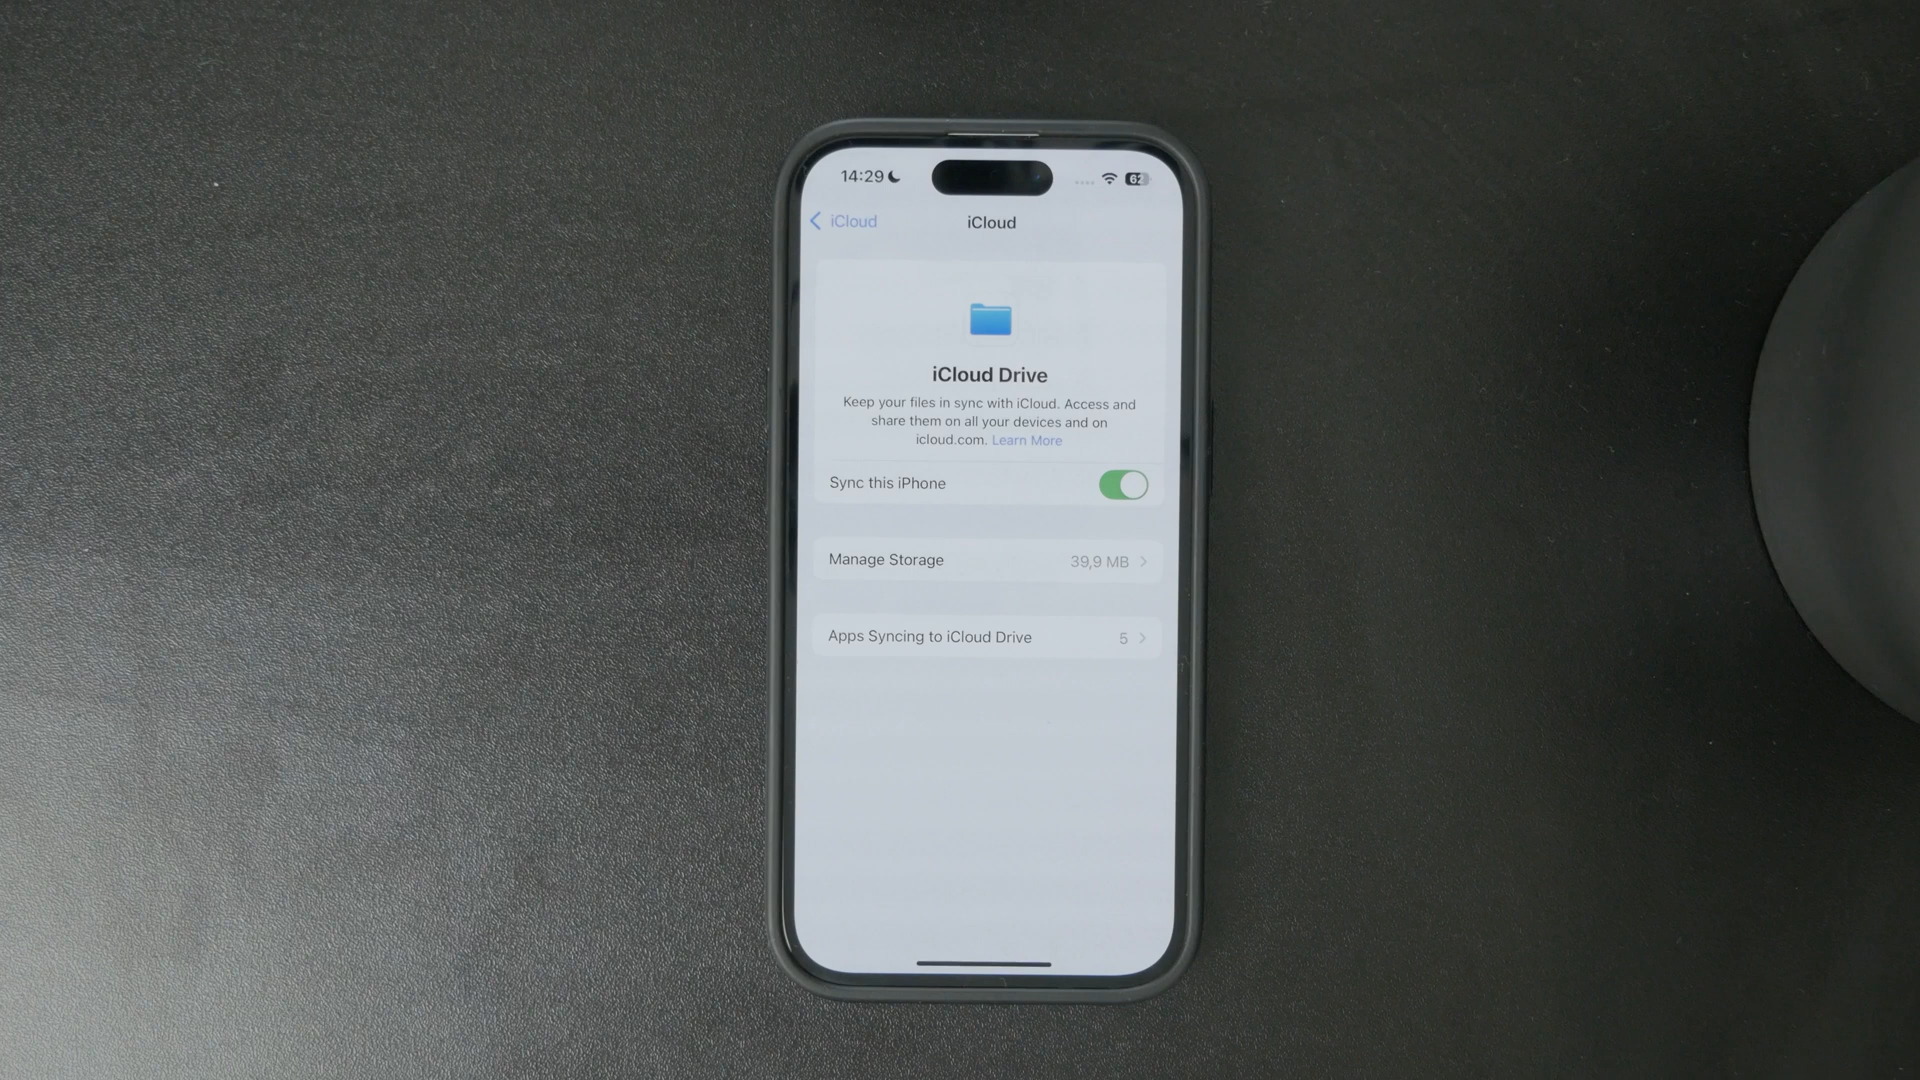 14:29
62
iCloud
iCloud
iCloud Drive
Keep your files in sync with iCloud. Access and
share them on all your devices and on
icloud.com. Learn More
Sync this iPhone
Manage Storage 39,9 MB
Apps Syncing to iCloud Drive 5